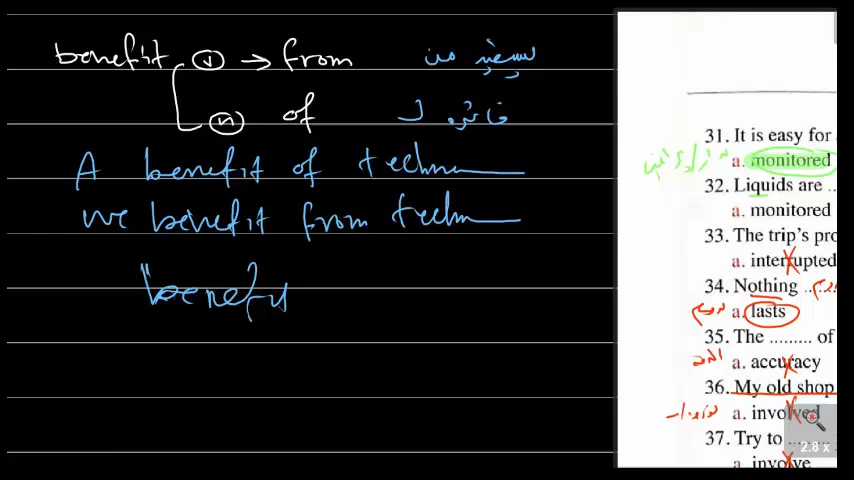 benefit (v) → from يستفيد من
(n) of فائدة لـ
A benefit of techn
we benefit from techn
benef
31. It is easy for
a. monitored
32. Liquids are ..
a. monitored
33. The trip's pro
a. interrupted
34. Nothing ......
a. lasts
35. The ......... of
a. accuracy
36. My old shop
a. involved
37. Try to ......
a. involve
2.8 x